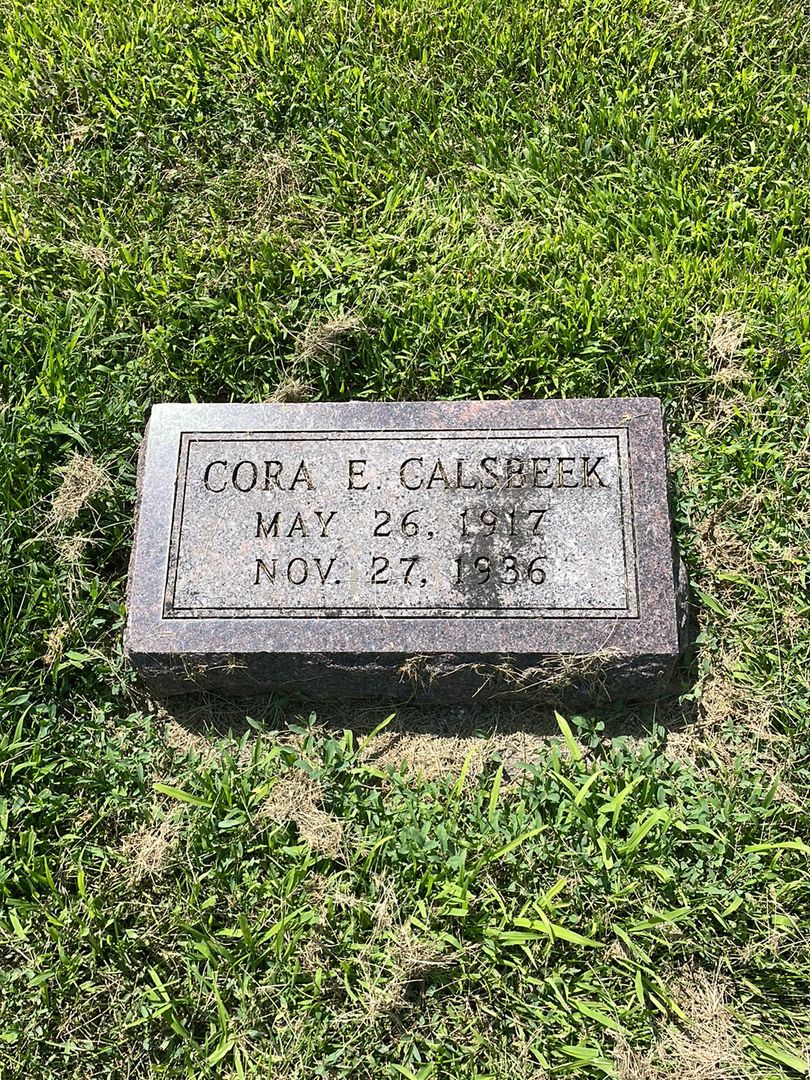 CORA E. CALSBEEK
MAY 26, 1917
NOV. 27, 1936